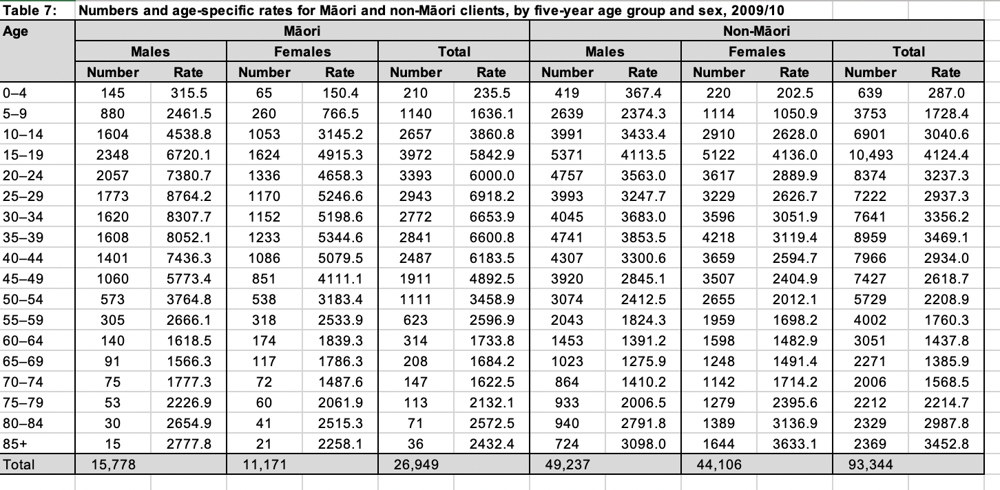 Table 7: Numbers and age-specific rates for Māori and non-Māori clients, by five-year age group and sex, 2009/10
Age Māori Non-Māori
Males Females Total Males Females Total
Number Rate Number Rate Number Rate Number Rate Number Rate Number Rate
0–4 145 315.5 65 150.4 210 235.5 419 367.4 220 202.5 639 287.0
5–9 880 2461.5 260 766.5 1140 1636.1 2639 2374.3 1114 1050.9 3753 1728.4
10–14 1604 4538.8 1053 3145.2 2657 3860.8 3991 3433.4 2910 2628.0 6901 3040.6
15–19 2348 6720.1 1624 4915.3 3972 5842.9 5371 4113.5 5122 4136.0 10,493 4124.4
20–24 2057 7380.7 1336 4658.3 3393 6000.0 4757 3563.0 3617 2889.9 8374 3237.3
25–29 1773 8764.2 1170 5246.6 2943 6918.2 3993 3247.7 3229 2626.7 7222 2937.3
30–34 1620 8307.7 1152 5198.6 2772 6653.9 4045 3683.0 3596 3051.9 7641 3356.2
35–39 1608 8052.1 1233 5344.6 2841 6600.8 4741 3853.5 4218 3119.4 8959 3469.1
40–44 1401 7436.3 1086 5079.5 2487 6183.5 4307 3300.6 3659 2594.7 7966 2934.0
45–49 1060 5773.4 851 4111.1 1911 4892.5 3920 2845.1 3507 2404.9 7427 2618.7
50–54 573 3764.8 538 3183.4 1111 3458.9 3074 2412.5 2655 2012.1 5729 2208.9
55–59 305 2666.1 318 2533.9 623 2596.9 2043 1824.3 1959 1698.2 4002 1760.3
60–64 140 1618.5 174 1839.3 314 1733.8 1453 1391.2 1598 1482.9 3051 1437.8
65–69 91 1566.3 117 1786.3 208 1684.2 1023 1275.9 1248 1491.4 2271 1385.9
70–74 75 1777.3 72 1487.6 147 1622.5 864 1410.2 1142 1714.2 2006 1568.5
75–79 53 2226.9 60 2061.9 113 2132.1 933 2006.5 1279 2395.6 2212 2214.7
80–84 30 2654.9 41 2515.3 71 2572.5 940 2791.8 1389 3136.9 2329 2987.8
85+ 15 2777.8 21 2258.1 36 2432.4 724 3098.0 1644 3633.1 2369 3452.8
Total 15,778 11,171 26,949 49,237 44,106 93,344